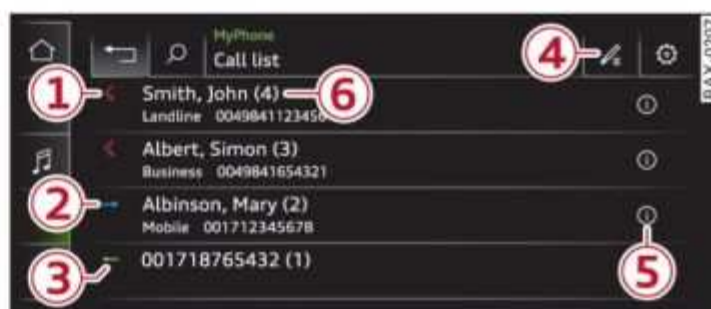 MyPhone
Call list
Smith, John (4)
Landline 0049841123456
Albert, Simon (3)
Business 0049841654321
Albinson, Mary (2)
Mobile 001712345678
001718765432 (1)
1
2
3
4
5
6